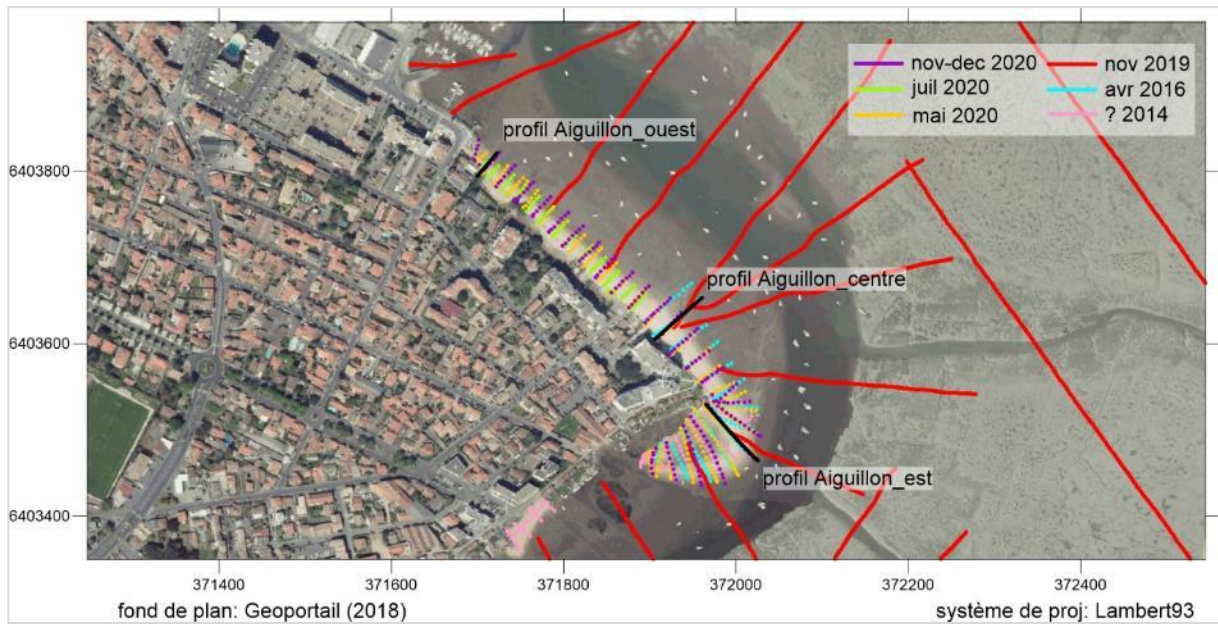 nov-dec 2020
nov 2019
juil 2020
avr 2016
mai 2020
? 2014
profil Aiguillon_ouest
6403800
profil Aiguillon_centre
6403600
profil Aiguillon_est
6403400
371400
371600
371800
372000
372200
372400
fond de plan: Geoportail (2018)
système de proj: Lambert93